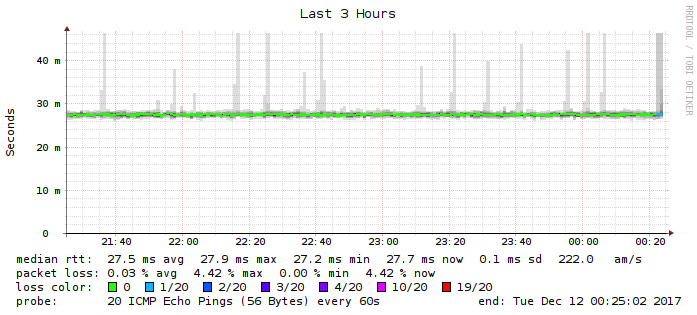 Last 3 Hours
RRDTOOL / TOBI OETIKER
Seconds
40 m
30 m
20 m
10 m
0
21:40 22:00 22:20 22:40 23:00 23:20 23:40 00:00 00:20
median rtt: 27.5 ms avg 27.9 ms max 27.2 ms min 27.7 ms now 0.1 ms sd 222.0 am/s
packet loss: 0.03 % avg 4.42 % max 0.00 % min 4.42 % now
loss color: 0 1/20 2/20 3/20 4/20 10/20 19/20
probe: 20 ICMP Echo Pings (56 Bytes) every 60s end: Tue Dec 12 00:25:02 2017